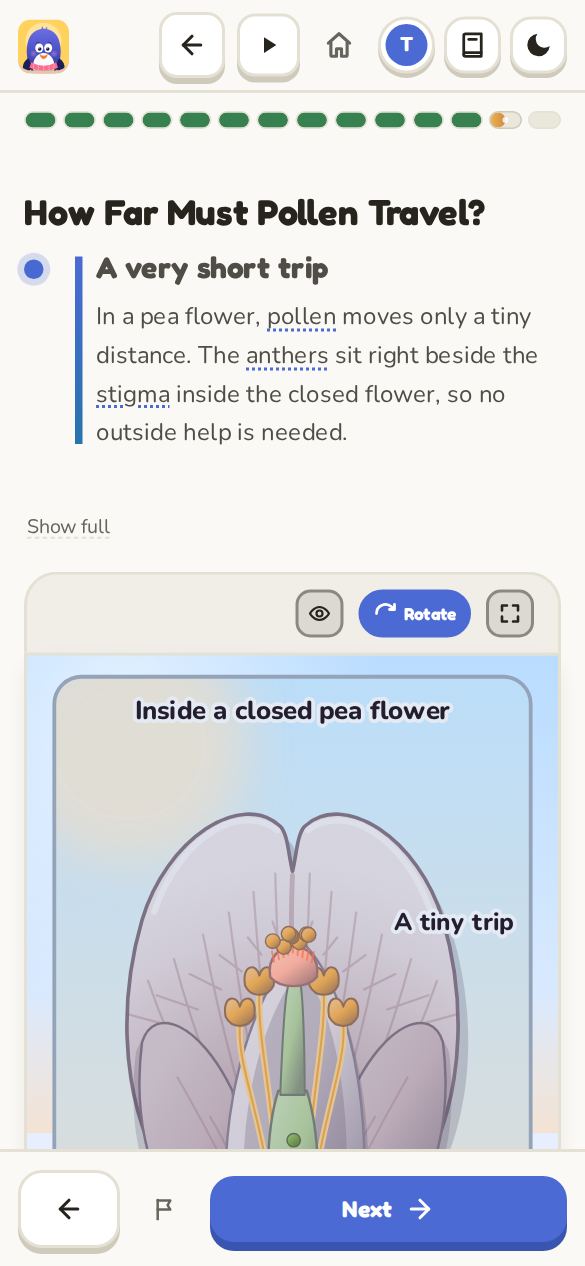 T
How Far Must Pollen Travel?
A very short trip
In a pea flower, pollen moves only a tiny
distance. The anthers sit right beside the
stigma inside the closed flower, so no
outside help is needed.
Show full
Rotate
Inside a closed pea flower
A tiny trip
Next